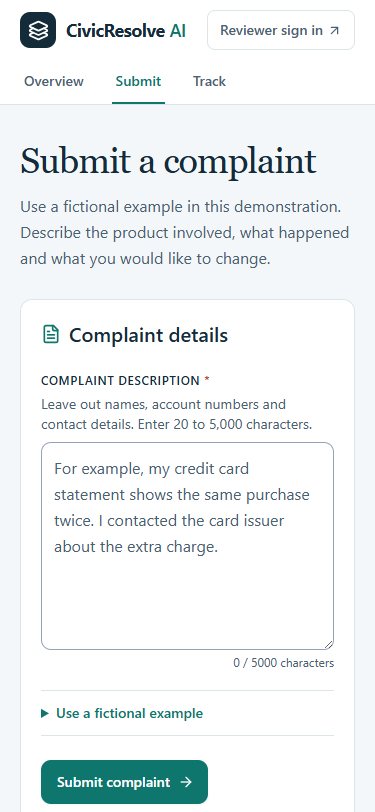 CivicResolve AI
Reviewer sign in
Overview
Submit
Track
Submit a complaint
Use a fictional example in this demonstration.
Describe the product involved, what happened
and what you would like to change.
Complaint details
COMPLAINT DESCRIPTION *
Leave out names, account numbers and
contact details. Enter 20 to 5,000 characters.
For example, my credit card
statement shows the same purchase
twice. I contacted the card issuer
about the extra charge.
0 / 5000 characters
Use a fictional example
Submit complaint